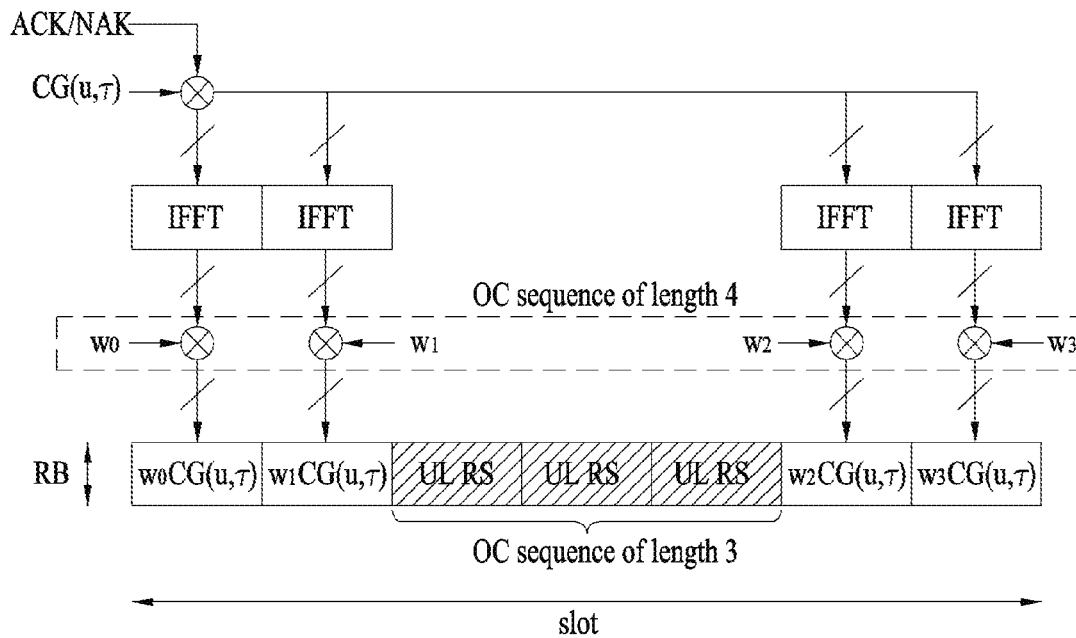 ACK/NAK
CG(u,τ)
IFFT IFFT IFFT IFFT
OC sequence of length 4
w0 w1 w2 w3
RB w0CG(u,τ) w1CG(u,τ) UL RS UL RS UL RS w2CG(u,τ) w3CG(u,τ)
OC sequence of length 3
slot